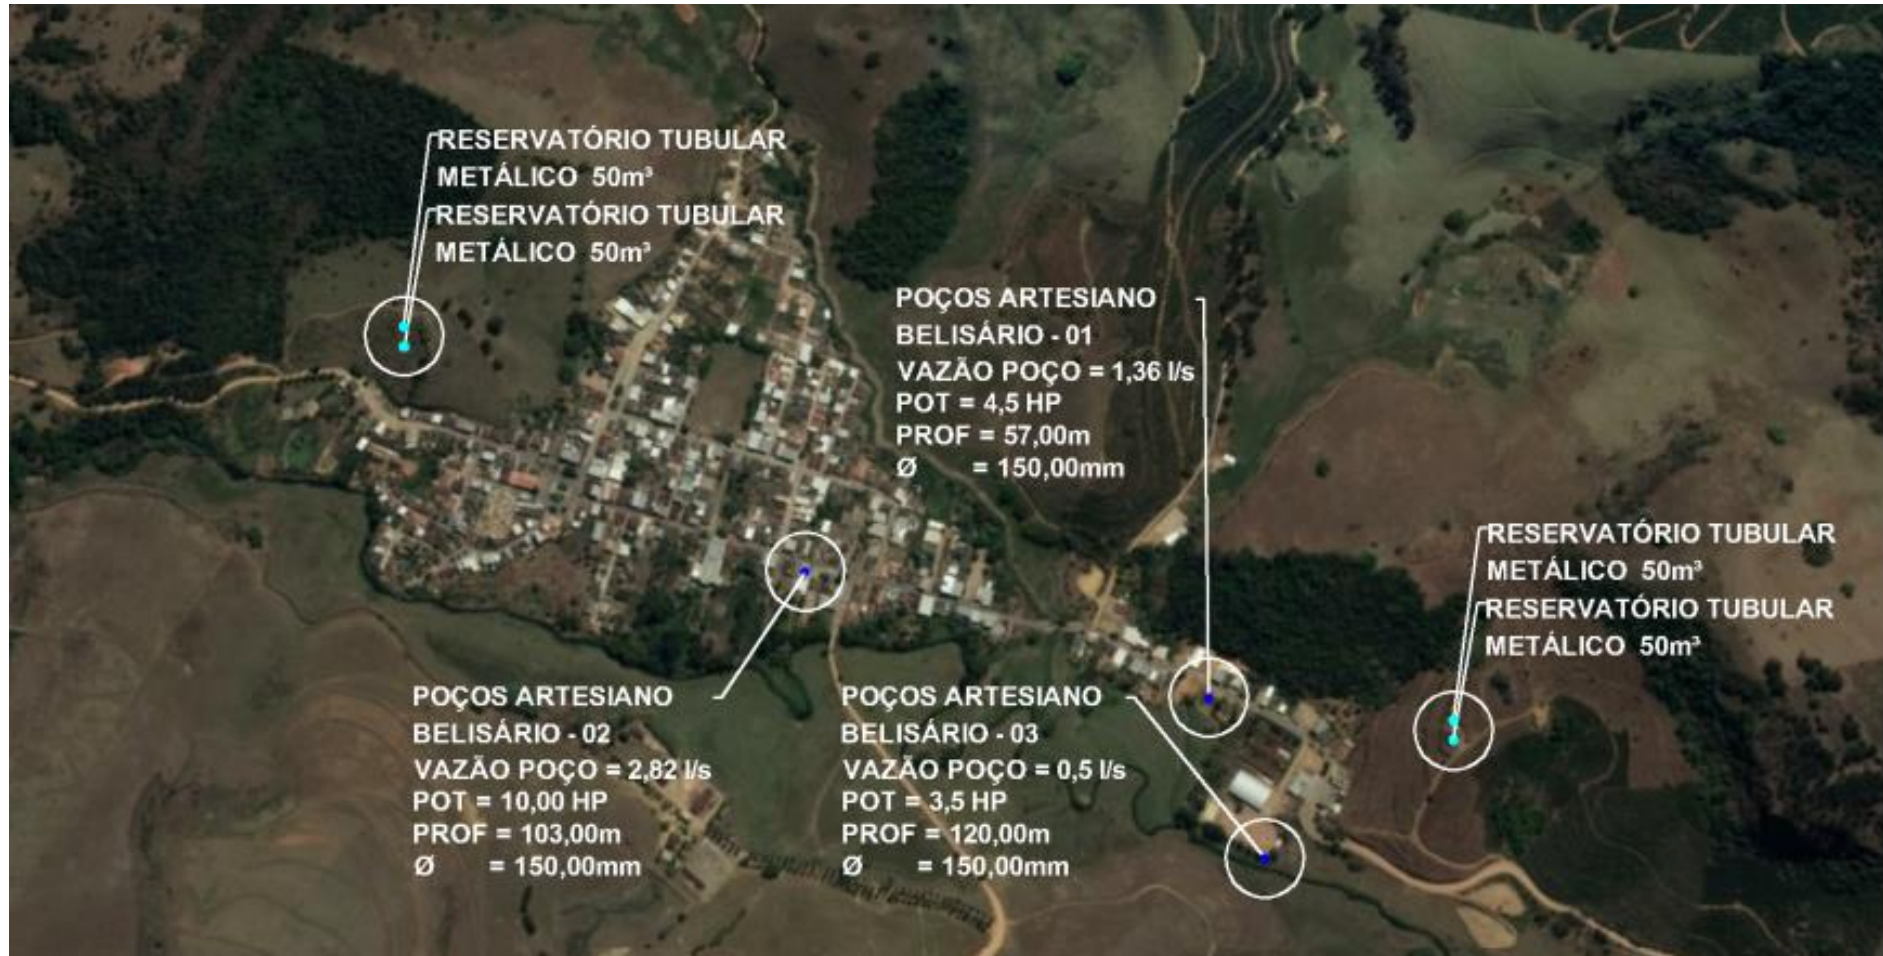 RESERVATÓRIO TUBULAR
METÁLICO 50m³
RESERVATÓRIO TUBULAR
METÁLICO 50m³
POÇOS ARTESIANO
BELISÁRIO - 01
VAZÃO POÇO = 1,36 l/s
POT = 4,5 HP
PROF = 57,00m
Ø = 150,00mm
RESERVATÓRIO TUBULAR
METÁLICO 50m³
RESERVATÓRIO TUBULAR
METÁLICO 50m³
POÇOS ARTESIANO
BELISÁRIO - 02
VAZÃO POÇO = 2,82 l/s
POT = 10,00 HP
PROF = 103,00m
Ø = 150,00mm
POÇOS ARTESIANO
BELISÁRIO - 03
VAZÃO POÇO = 0,5 l/s
POT = 3,5 HP
PROF = 120,00m
Ø = 150,00mm